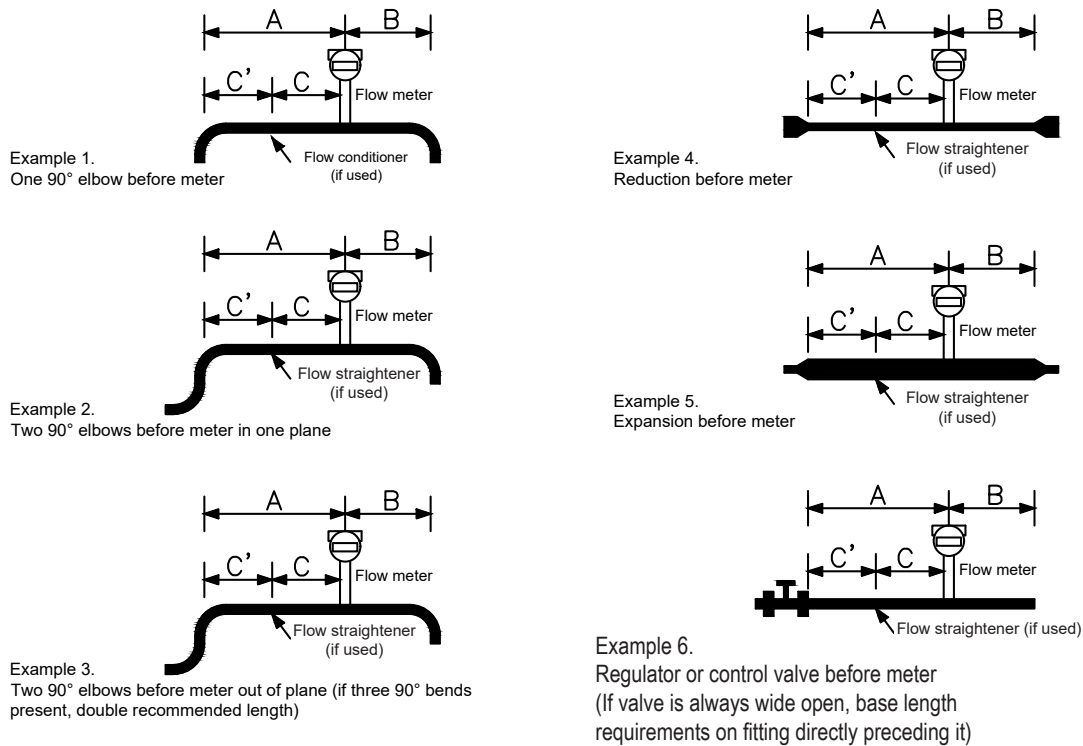 A B
C' C
Flow meter
Flow conditioner
(if used)
Example 1.
One 90° elbow before meter
A B
C' C
Flow meter
Flow straightener
(if used)
Example 2.
Two 90° elbows before meter in one plane
A B
C' C
Flow meter
Flow straightener
(if used)
Example 3.
Two 90° elbows before meter out of plane (if three 90° bends
present, double recommended length)
A B
C' C
Flow meter
Flow straightener
(if used)
Example 4.
Reduction before meter
A B
C' C
Flow meter
Flow straightener
(if used)
Example 5.
Expansion before meter
A B
C' C
Flow meter
Flow straightener (if used)
Example 6.
Regulator or control valve before meter
(If valve is always wide open, base length
requirements on fitting directly preceding it)